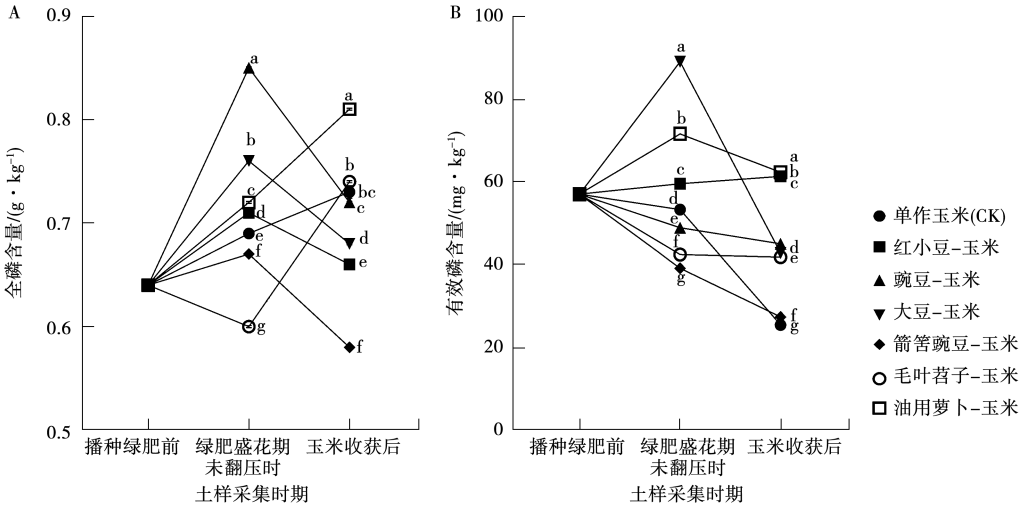 A
0.9
0.8
0.7
0.6
0.5
全磷含量/(g·kg⁻¹)
a
b
c
d
e
f
g
a
b
bc
c
d
e
f
播种绿肥前
绿肥盛花期
未翻压时
玉米收获后
土样采集时期
B
100
80
60
40
20
0
有效磷含量/(mg·kg⁻¹)
a
b
c
d
e
f
g
a
b
c
d
e
f
g
播种绿肥前
绿肥盛花期
未翻压时
玉米收获后
土样采集时期
单作玉米(CK)
红小豆-玉米
豌豆-玉米
大豆-玉米
箭筈豌豆-玉米
毛叶苕子-玉米
油用萝卜-玉米